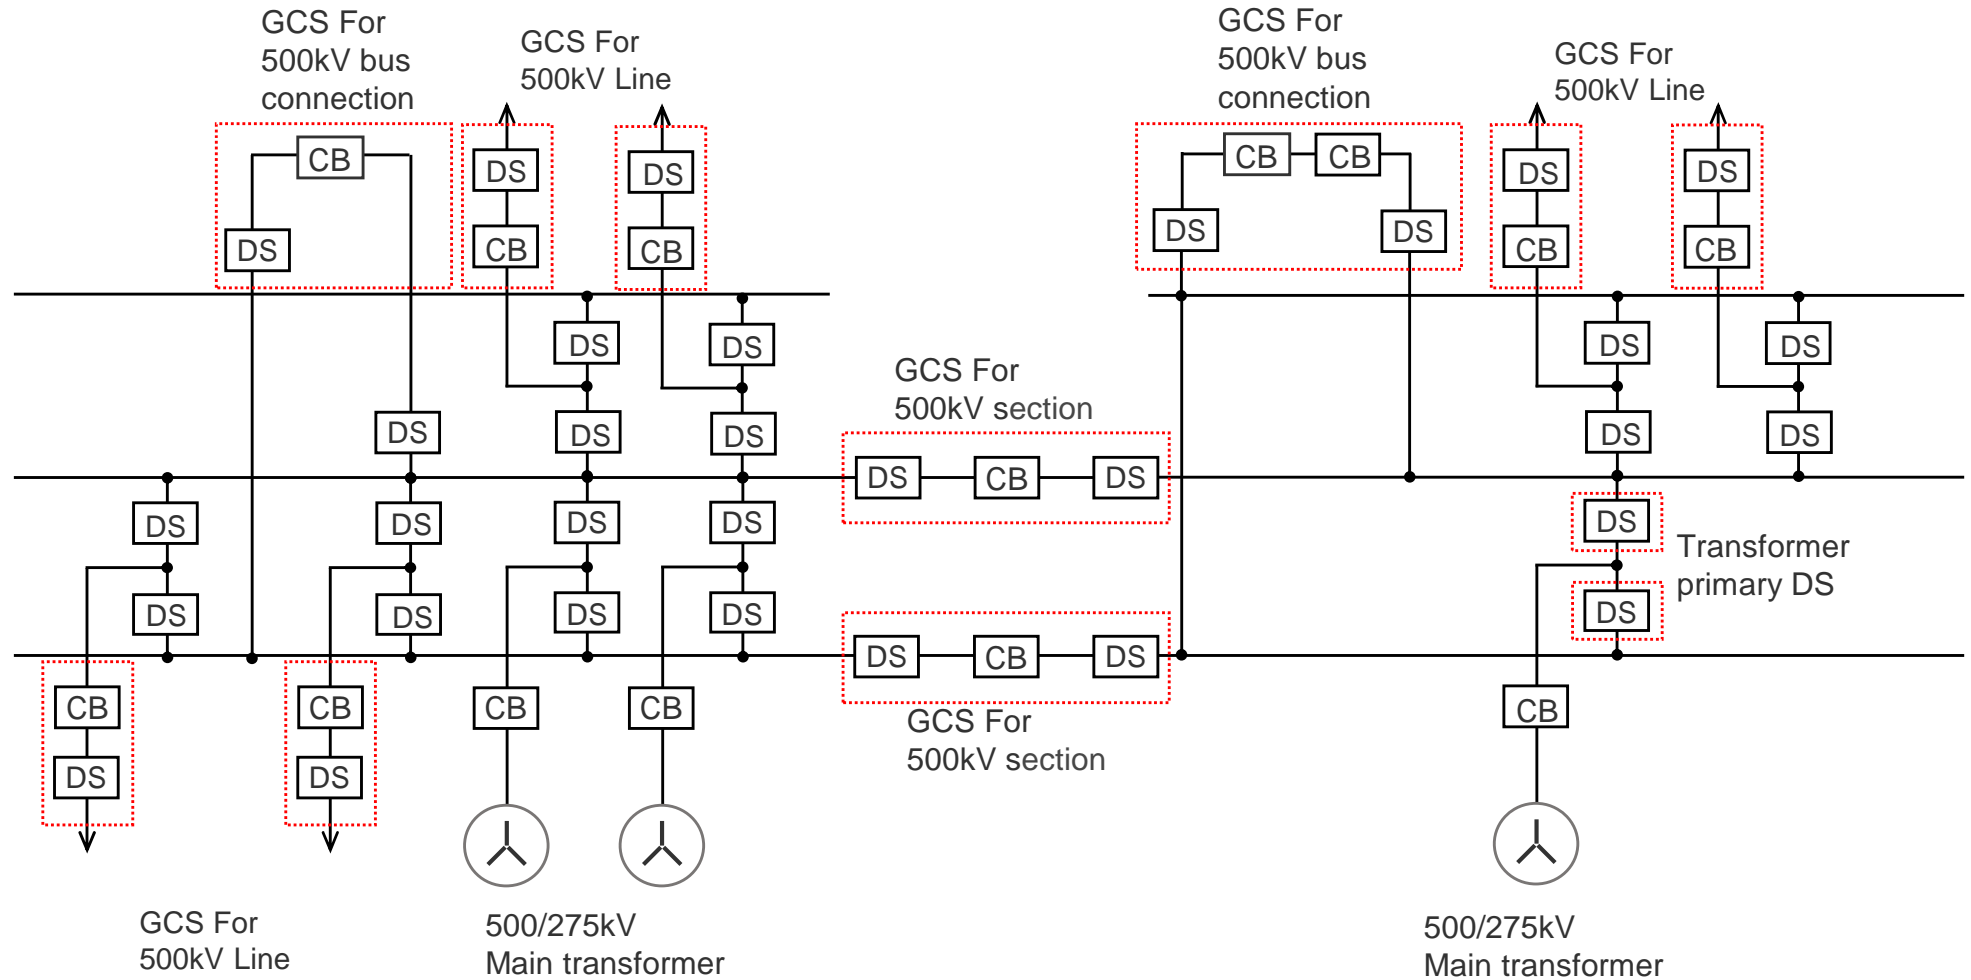 GCS For
500kV bus
connection
GCS For
500kV Line
GCS For
500kV bus
connection
GCS For
500kV Line
CB
DS
DS
CB
CB
DS
DS
DS
CB
CB
DS
CB
DS
DS
CB
CB
DS
DS
DS
DS
DS
DS
GCS For
500kV section
DS
DS
DS
DS
DS
DS
CB
DS
DS
DS
DS
DS
DS
Transformer
primary DS
DS
DS
DS
DS
DS
DS
CB
DS
CB
CB
CB
CB
CB
GCS For
500kV section
DS
DS
GCS For
500kV Line
500/275kV
Main transformer
500/275kV
Main transformer